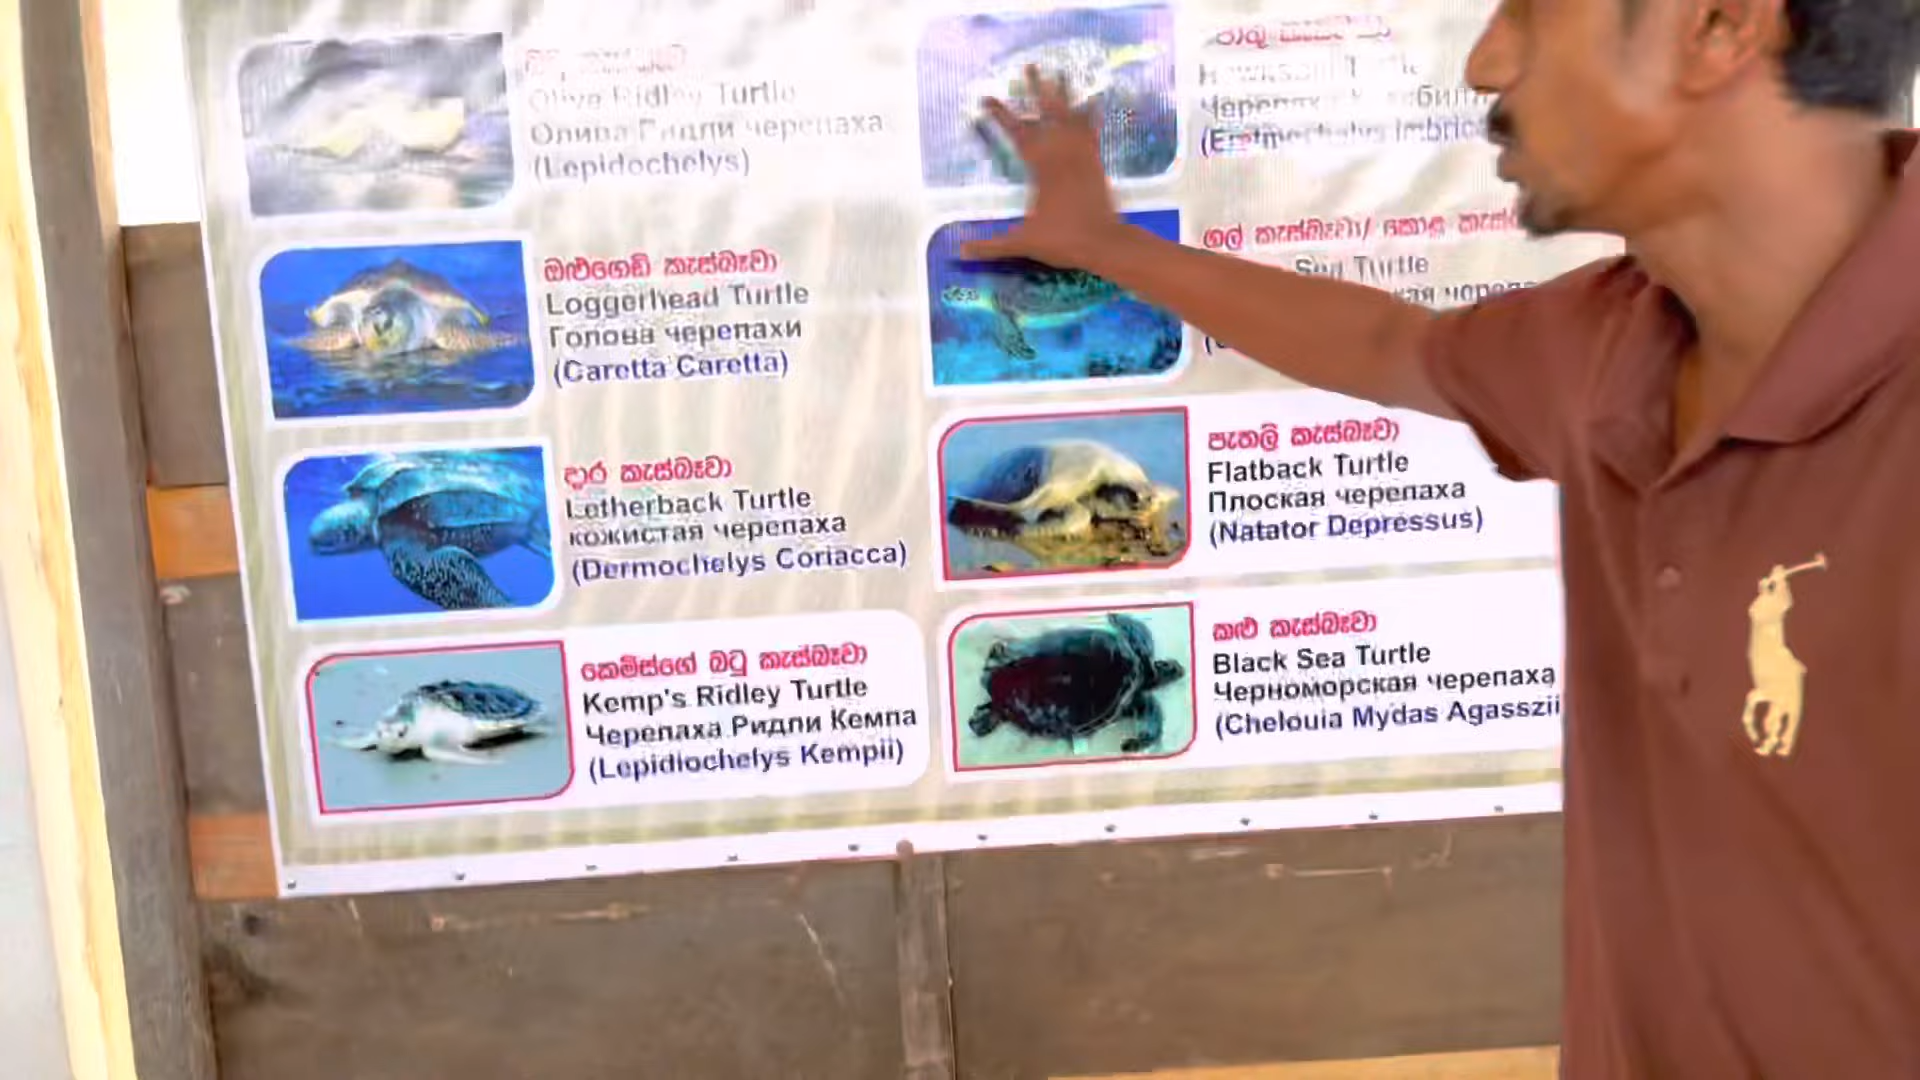 Olive Ridley Turtle
Олива Ридли черепаха
(Lepidochelys)
ඔළුගෙඩි කැස්බෑවා
Loggerhead Turtle
Голова черепахи
(Caretta Caretta)
දාර කැස්බෑවා
Letherback Turtle
кожистая черепаха
(Dermochelys Coriacca)
කෙම්ස්ගේ බටු කැස්බෑවා
Kemp's Ridley Turtle
Черепаха Ридли Кемпа
(Lepidiochelys Kempii)
ගල් කැස්බෑවා/ කොළ
Sea Turtle
පැතලි කැස්බෑවා
Flatback Turtle
Плоская черепаха
(Natator Depressus)
කළු කැස්බෑවා
Black Sea Turtle
Черноморская черепаха
(Chelouia Mydas Agasszii